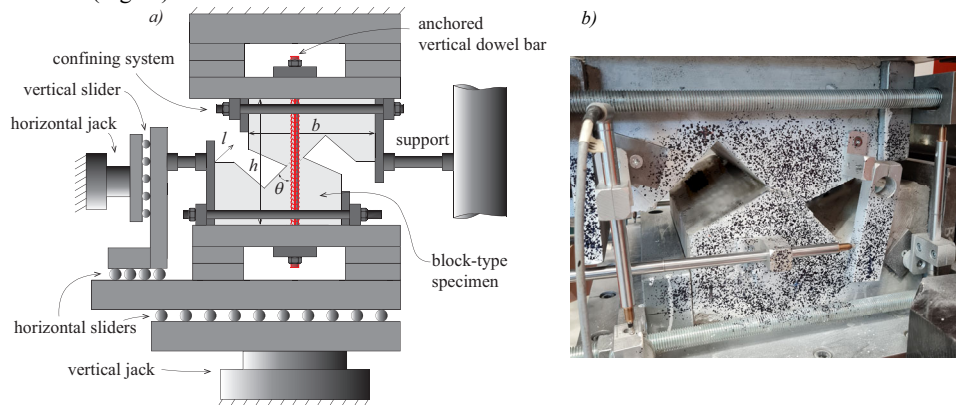 a)
b)
anchored
vertical dowel bar
confining system
vertical slider
horizontal jack
support
l
b
h
θ
block-type
specimen
horizontal sliders
vertical jack